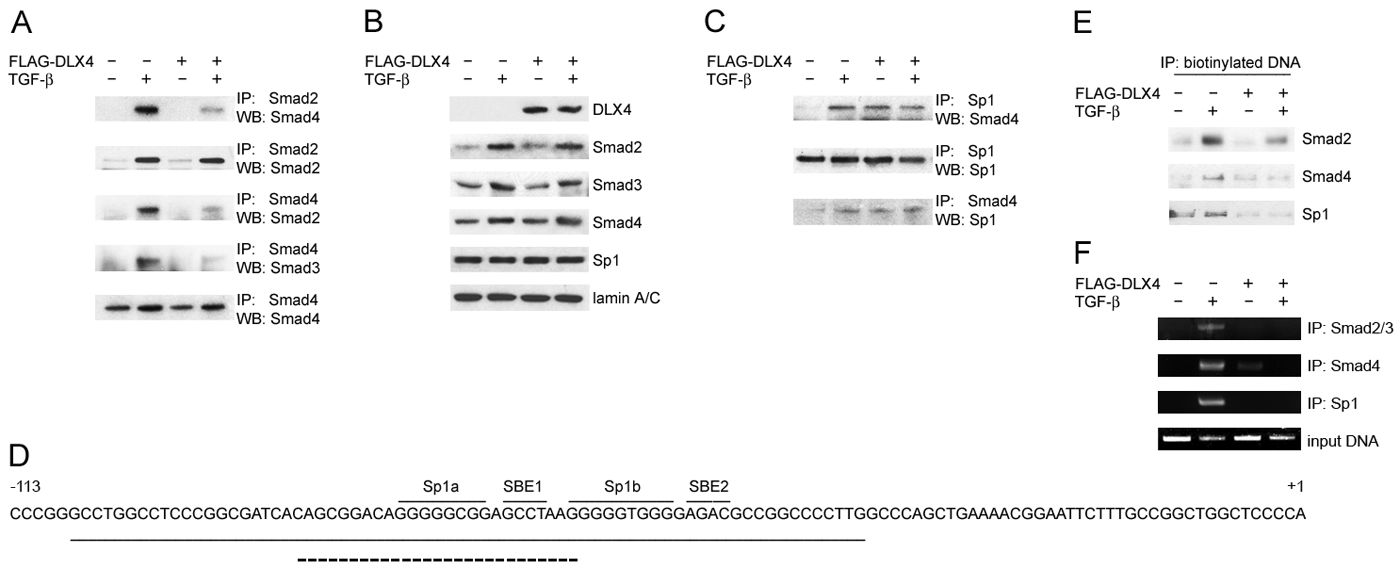 A
FLAG-DLX4 – – + +
TGF-β – + – +
IP: Smad2
WB: Smad4
IP: Smad2
WB: Smad2
IP: Smad4
WB: Smad2
IP: Smad4
WB: Smad3
IP: Smad4
WB: Smad4
B
FLAG-DLX4 – – + +
TGF-β – + – +
DLX4
Smad2
Smad3
Smad4
Sp1
lamin A/C
C
FLAG-DLX4 – – + +
TGF-β – + – +
IP: Sp1
WB: Smad4
IP: Sp1
WB: Sp1
IP: Smad4
WB: Sp1
E
IP: biotinylated DNA
FLAG-DLX4 – – + +
TGF-β – + – +
Smad2
Smad4
Sp1
F
FLAG-DLX4 – – + +
TGF-β – + – +
IP: Smad2/3
IP: Smad4
IP: Sp1
input DNA
D
-113 +1
Sp1a SBE1 Sp1b SBE2
CCCGGGCCTGGCCTCCCGGCGATCACAGCGGACAGGGGGCGGAGCCTAAGGGGGTGGGGAGACGCCGGCCCCTTGGCCCAGCTGAAAACGGAATTCTTTGCCGGCTGGCTCCCCA